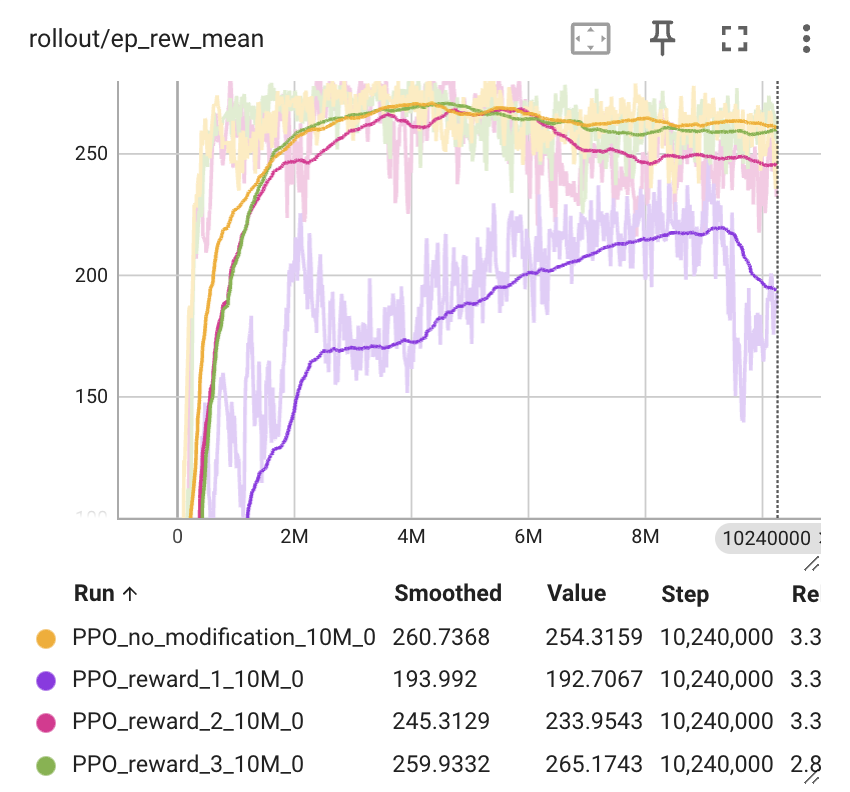 rollout/ep_rew_mean
250
200
150
100
0 2M 4M 6M 8M 10240000
Run ↑ Smoothed Value Step Re
PPO_no_modification_10M_0 260.7368 254.3159 10,240,000 3.3
PPO_reward_1_10M_0 193.992 192.7067 10,240,000 3.3
PPO_reward_2_10M_0 245.3129 233.9543 10,240,000 3.3
PPO_reward_3_10M_0 259.9332 265.1743 10,240,000 2.8